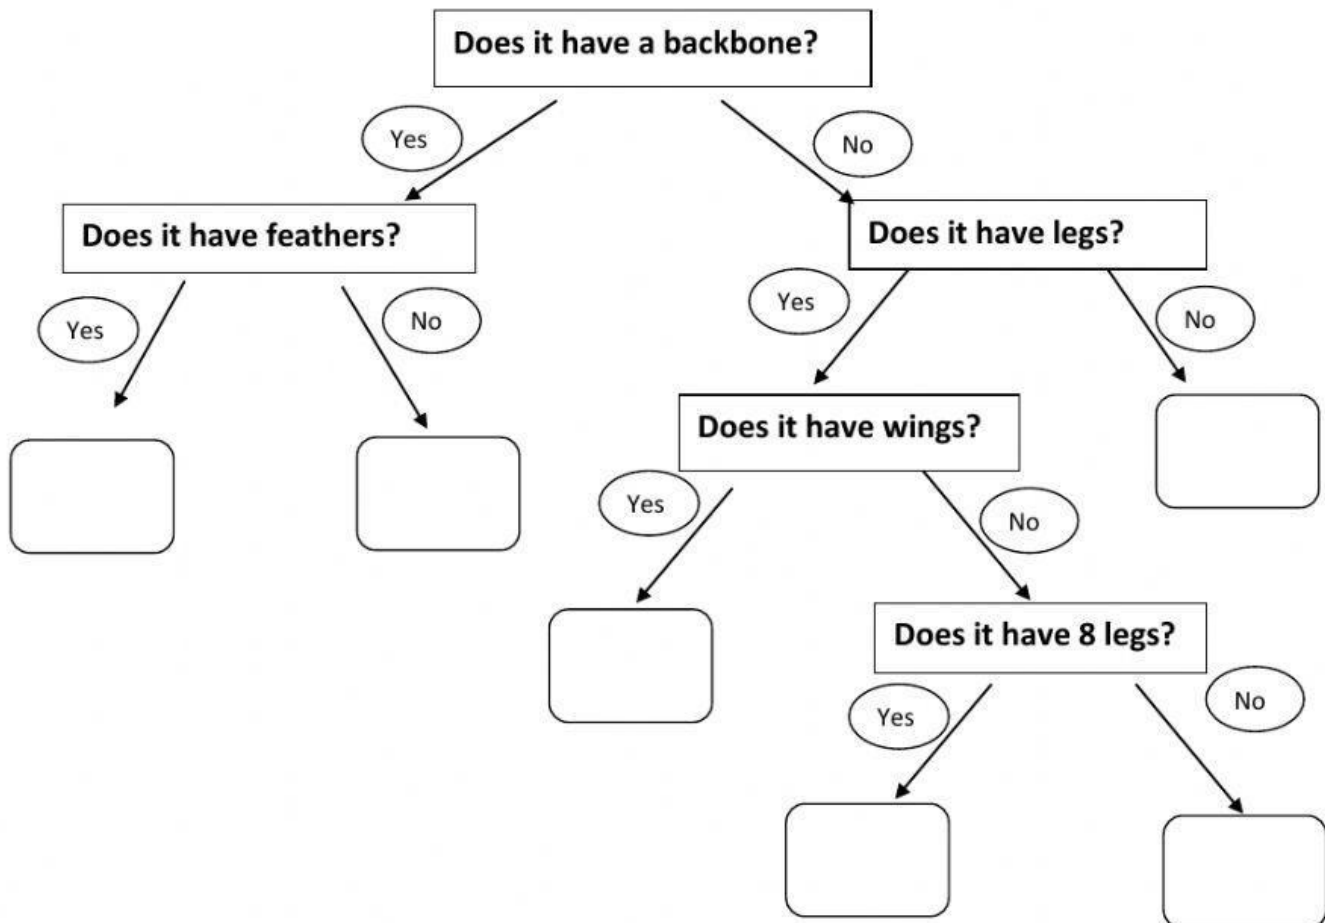 Does it have a backbone?
Yes
No
Does it have feathers?
Does it have legs?
Yes
No
Yes
No
Does it have wings?
Yes
No
Does it have 8 legs?
Yes
No